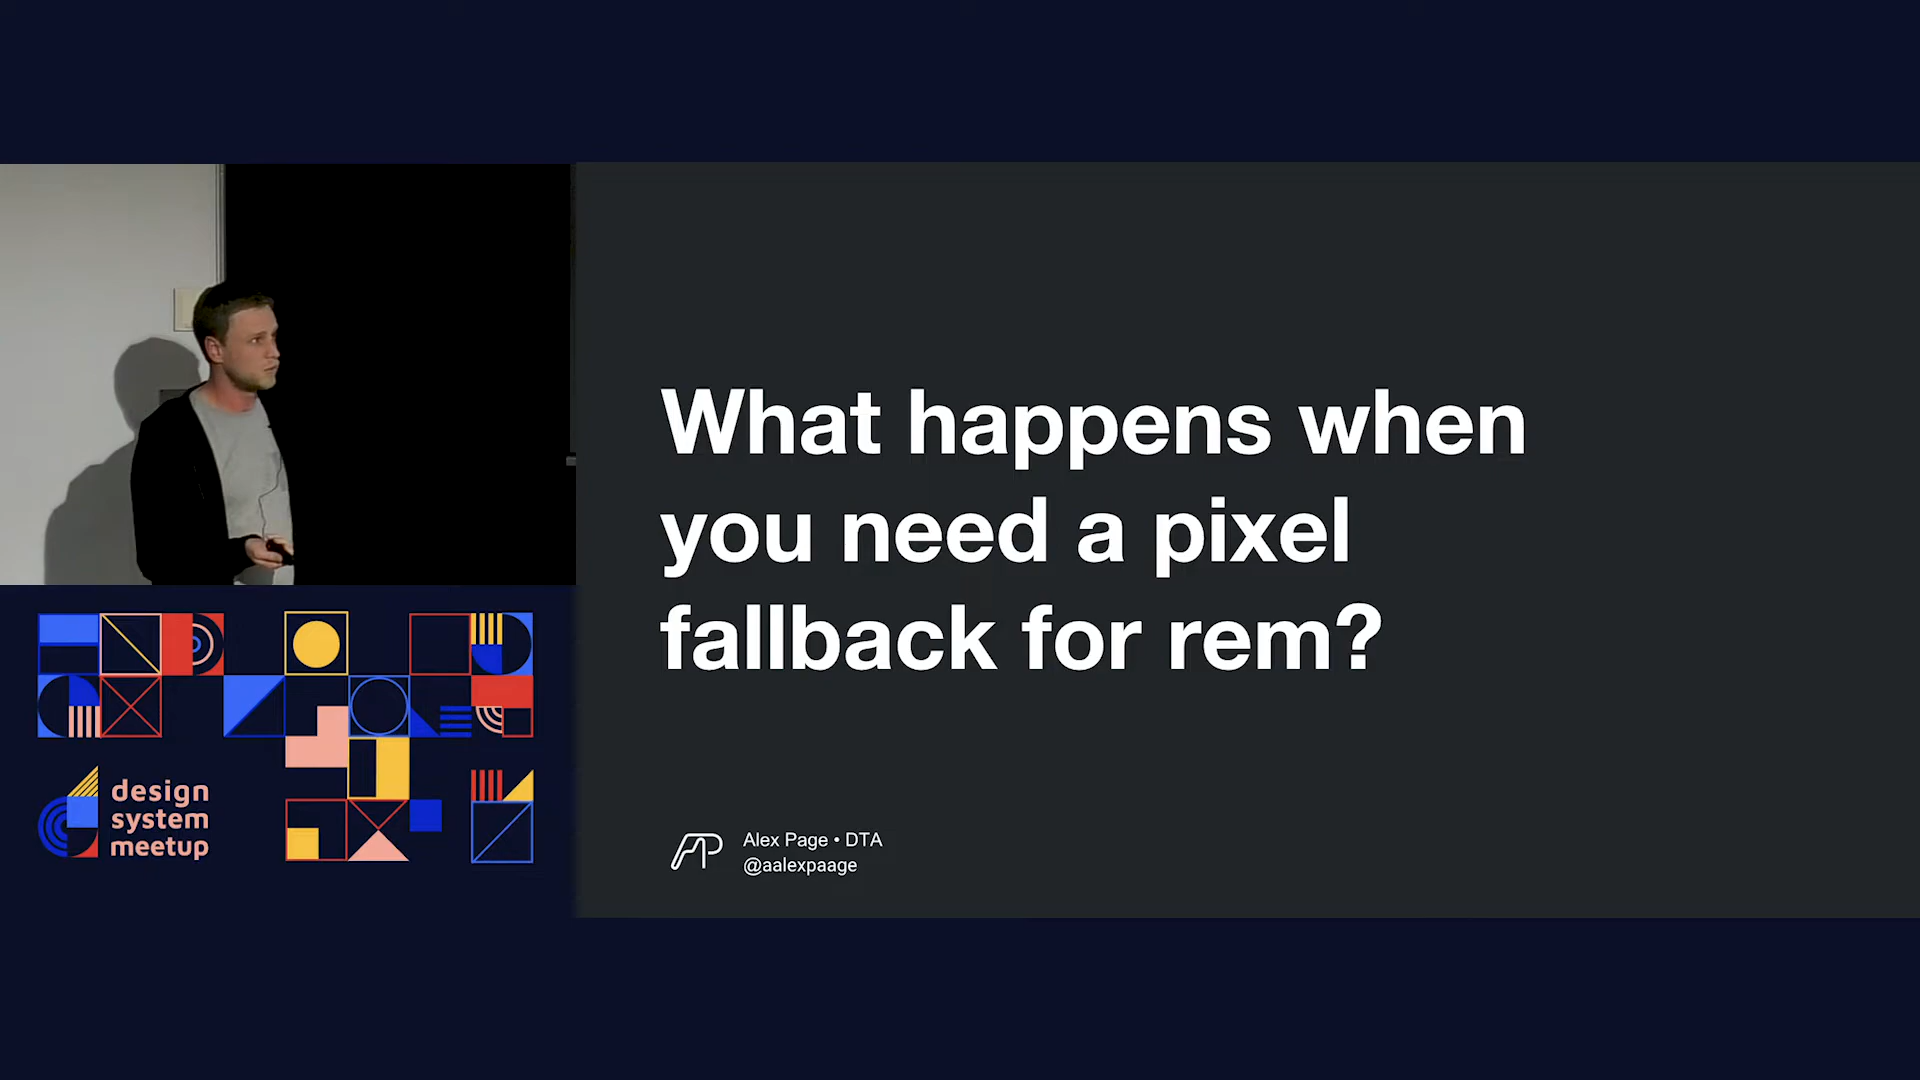 What happens when
you need a pixel
fallback for rem?
Alex Page • DTA
@aalexpaage
design
system
meetup